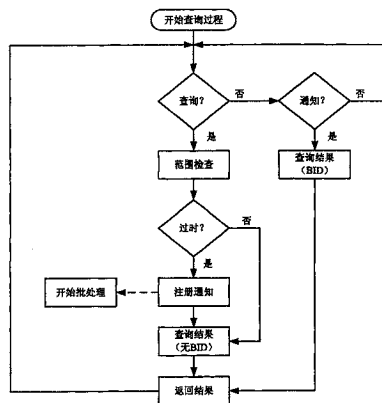 开始查询过程
查询？
否
通知？
否
是
是
范围检查
查询结果
（BID）
过时？
否
是
开始批处理
注册通知
查询结果
（无BID）
返回结果